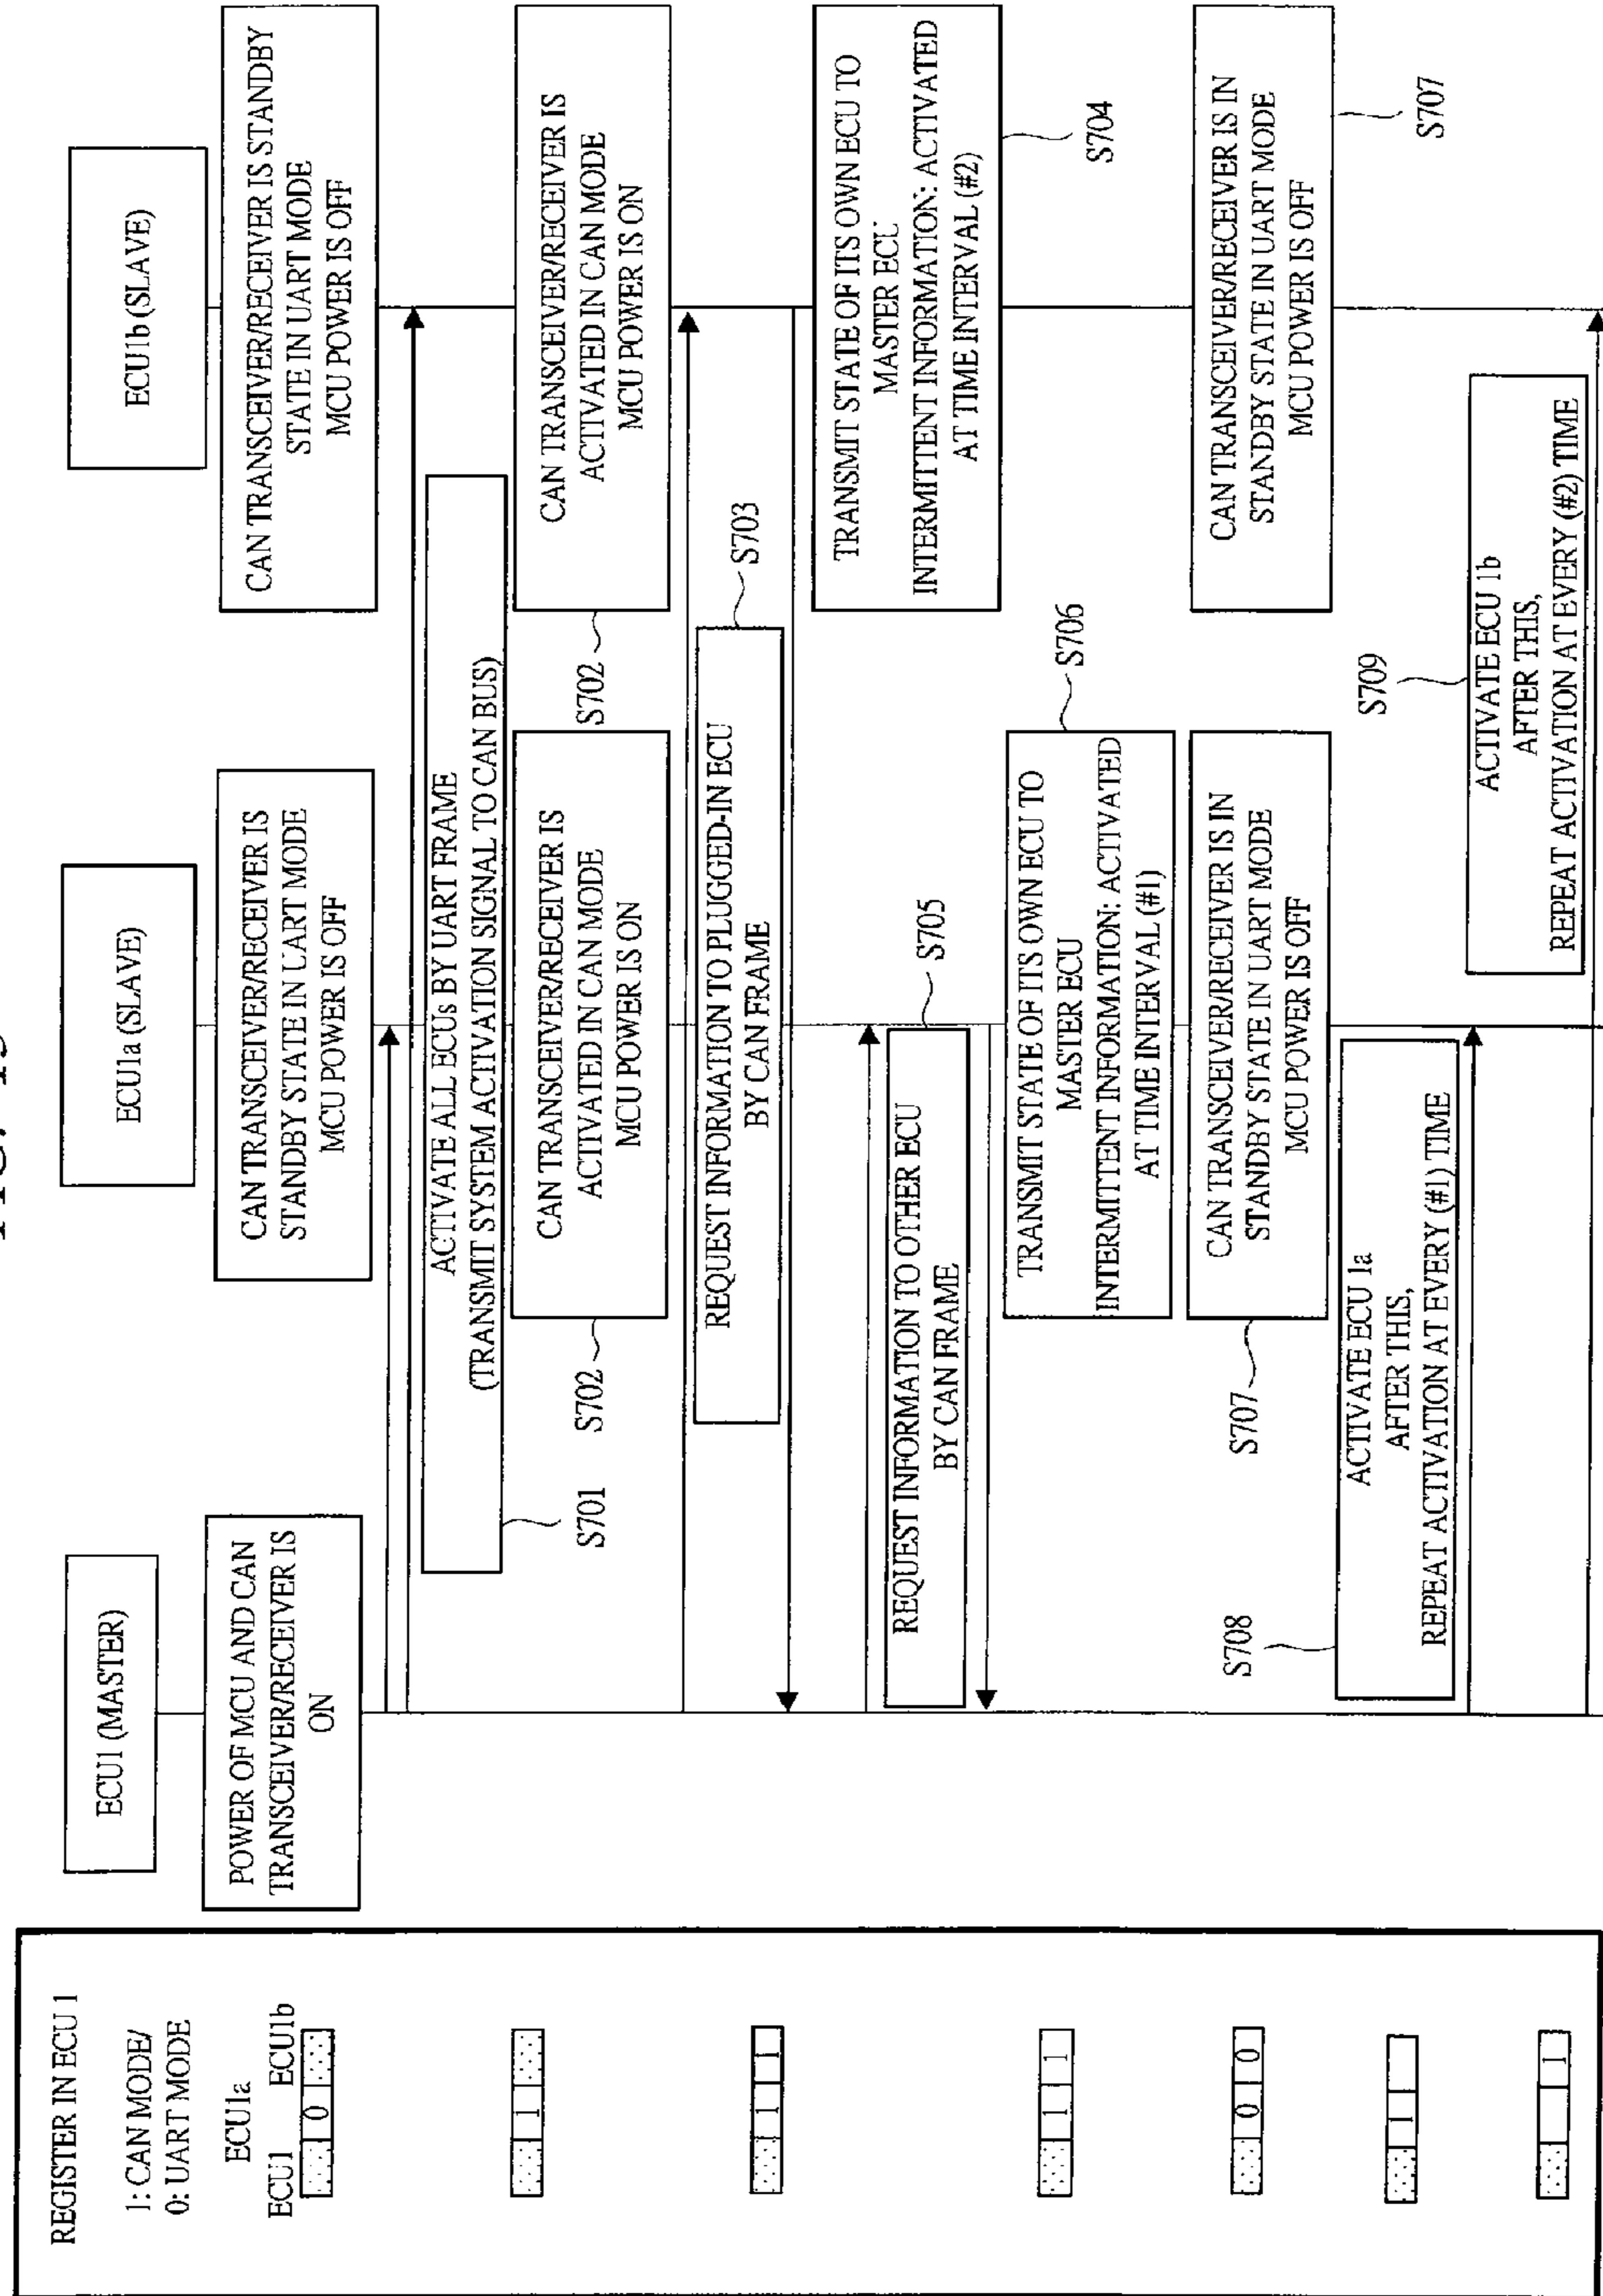 REGISTER IN ECU 1
1: CAN MODE/
0: UART MODE
ECU1a
ECU1 ECU1b
0
1
1 1
1 1
0 0
1
1
ECU1 (MASTER)
POWER OF MCU AND CAN
TRANSCEIVER/RECEIVER IS
ON
ECU1a (SLAVE)
CAN TRANSCEIVER/RECEIVER IS
STANDBY STATE IN UART MODE
MCU POWER IS OFF
ECU1b (SLAVE)
CAN TRANSCEIVER/RECEIVER IS STANDBY
STATE IN UART MODE
MCU POWER IS OFF
ACTIVATE ALL ECUs BY UART FRAME
(TRANSMIT SYSTEM ACTIVATION SIGNAL TO CAN BUS)
S701
S702
CAN TRANSCEIVER/RECEIVER IS
ACTIVATED IN CAN MODE
MCU POWER IS ON
S702
CAN TRANSCEIVER/RECEIVER IS
ACTIVATED IN CAN MODE
MCU POWER IS ON
REQUEST INFORMATION TO PLUGGED-IN ECU
BY CAN FRAME
S703
TRANSMIT STATE OF ITS OWN ECU TO
MASTER ECU
INTERMITTENT INFORMATION: ACTIVATED
AT TIME INTERVAL (#2)
S704
REQUEST INFORMATION TO OTHER ECU
BY CAN FRAME
S705
TRANSMIT STATE OF ITS OWN ECU TO
MASTER ECU
INTERMITTENT INFORMATION: ACTIVATED
AT TIME INTERVAL (#1)
S706
CAN TRANSCEIVER/RECEIVER IS IN
STANDBY STATE IN UART MODE
MCU POWER IS OFF
S707
CAN TRANSCEIVER/RECEIVER IS IN
STANDBY STATE IN UART MODE
MCU POWER IS OFF
S707
S708
ACTIVATE ECU 1a
AFTER THIS,
REPEAT ACTIVATION AT EVERY (#1) TIME
S709
ACTIVATE ECU 1b
AFTER THIS,
REPEAT ACTIVATION AT EVERY (#2) TIME